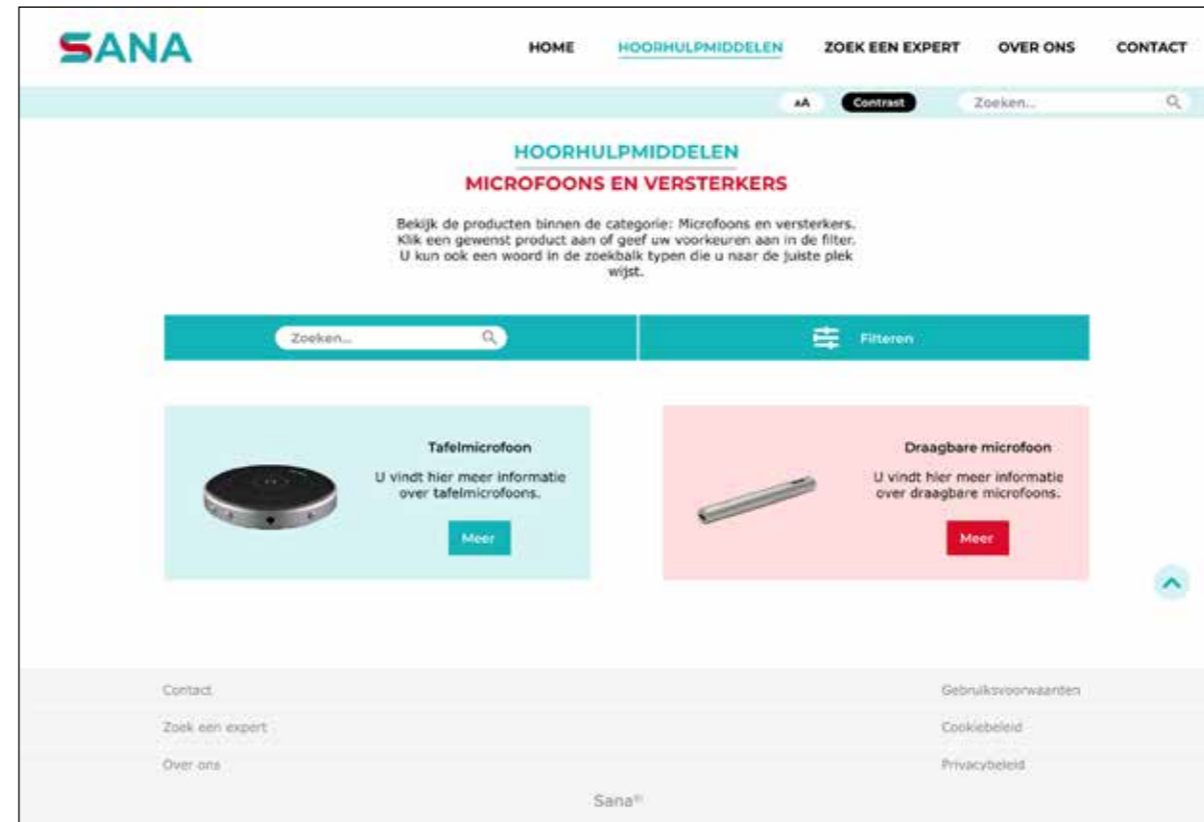 SANA
HOME HOORHULPMIDDELEN ZOEK EEN EXPERT OVER ONS CONTACT
AA Contrast Zoeken...
HOORHULPMIDDELEN
MICROFOONS EN VERSTERKERS
Bekijk de producten binnen de categorie: Microfoons en versterkers.
Klik een gewenst product aan of geef uw voorkeuren aan in de filter.
U kun ook een woord in de zoekbalk typen die u naar de juiste plek
wijst.
Zoeken... Filteren
Tafelmicrofoon
U vindt hier meer informatie
over tafelmicrofoons.
Meer
Draagbare microfoon
U vindt hier meer informatie
over draagbare microfoons.
Meer
Contact Gebruiksvoorwaarden
Zoek een expert Cookiebeleid
Over ons Privacybeleid
Sana®